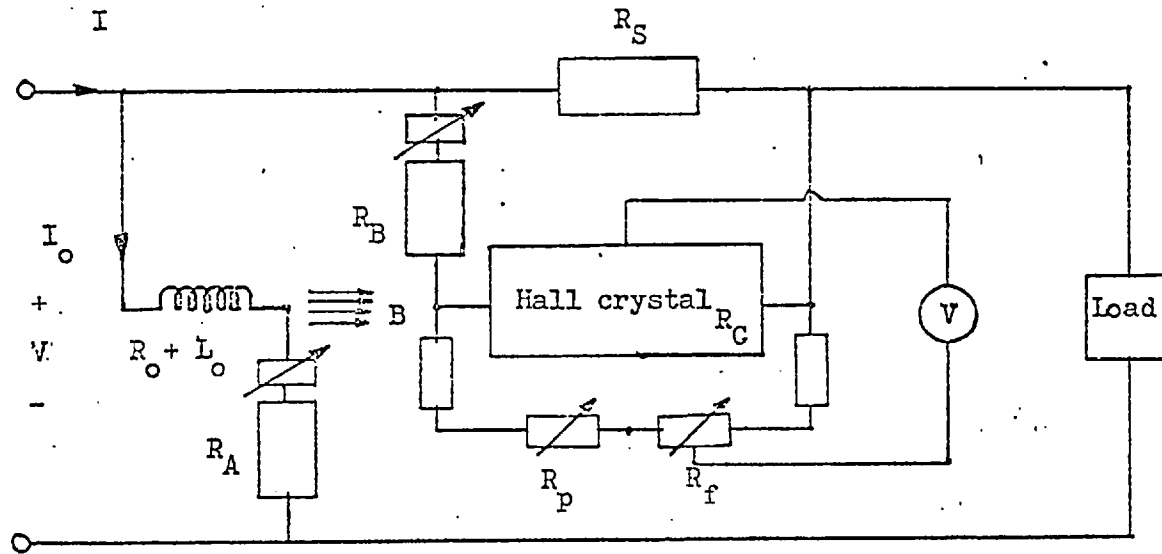 I
R_S
I_o
+
V
-
R_o + L_o
R_B
B
Hall crystal R_C
V
Load
R_A
R_p
R_f